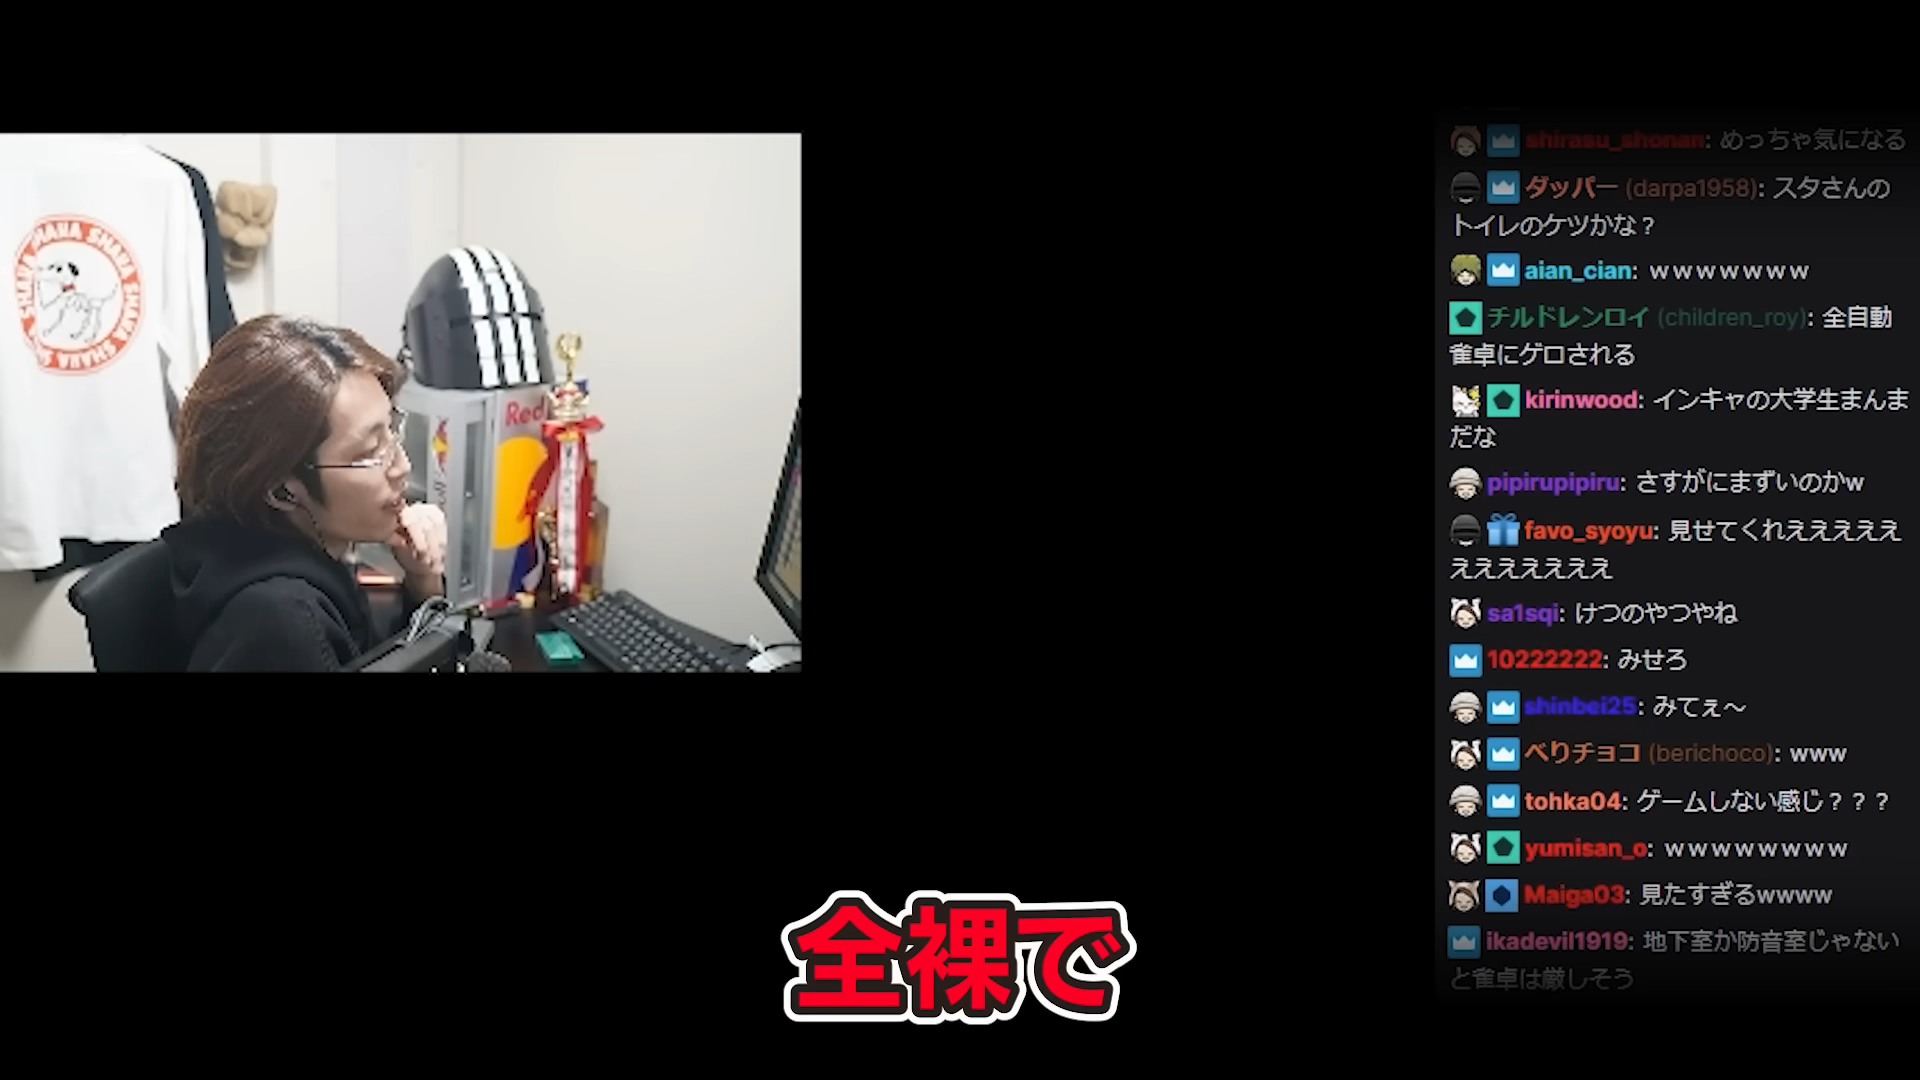 SHAKA SHAKA SHAKA SHAKA
Red
shirasu_shonan: めっちゃ気になる
ダッパー (darpa1958): スタさんの
トイレのケツかな？
aian_cian: ｗｗｗｗｗｗｗ
チルドレンロイ (children_roy): 全自動
雀卓にゲロされる
kirinwood: インキャの大学生まんま
だな
pipirupipiru: さすがにまずいのかw
favo_syoyu: 見せてくれえええええ
えええええええ
sa1sqi: けつのやつやね
10222222: みせろ
shinbei25: みてぇ～
べりチョコ (berichoco): www
tohka04: ゲームしない感じ？？？
yumisan_o: ｗｗｗｗｗｗｗｗ
Maiga03: 見たすぎるwwww
ikadevil1919: 地下室か防音室じゃない
と雀卓は厳しそう
全裸で